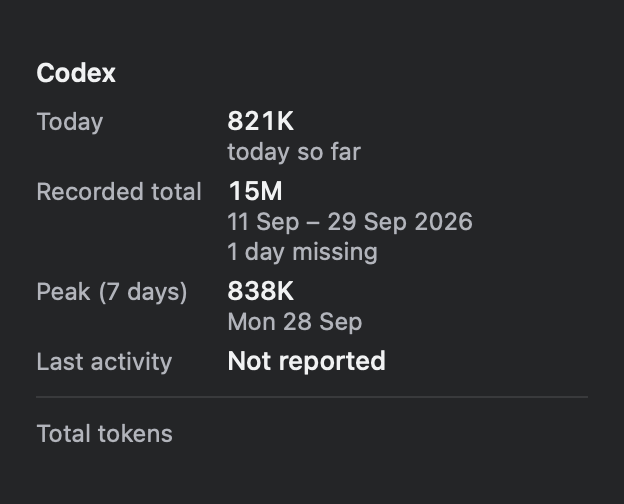 Codex
Today 821K
today so far
Recorded total 15M
11 Sep – 29 Sep 2026
1 day missing
Peak (7 days) 838K
Mon 28 Sep
Last activity Not reported
Total tokens